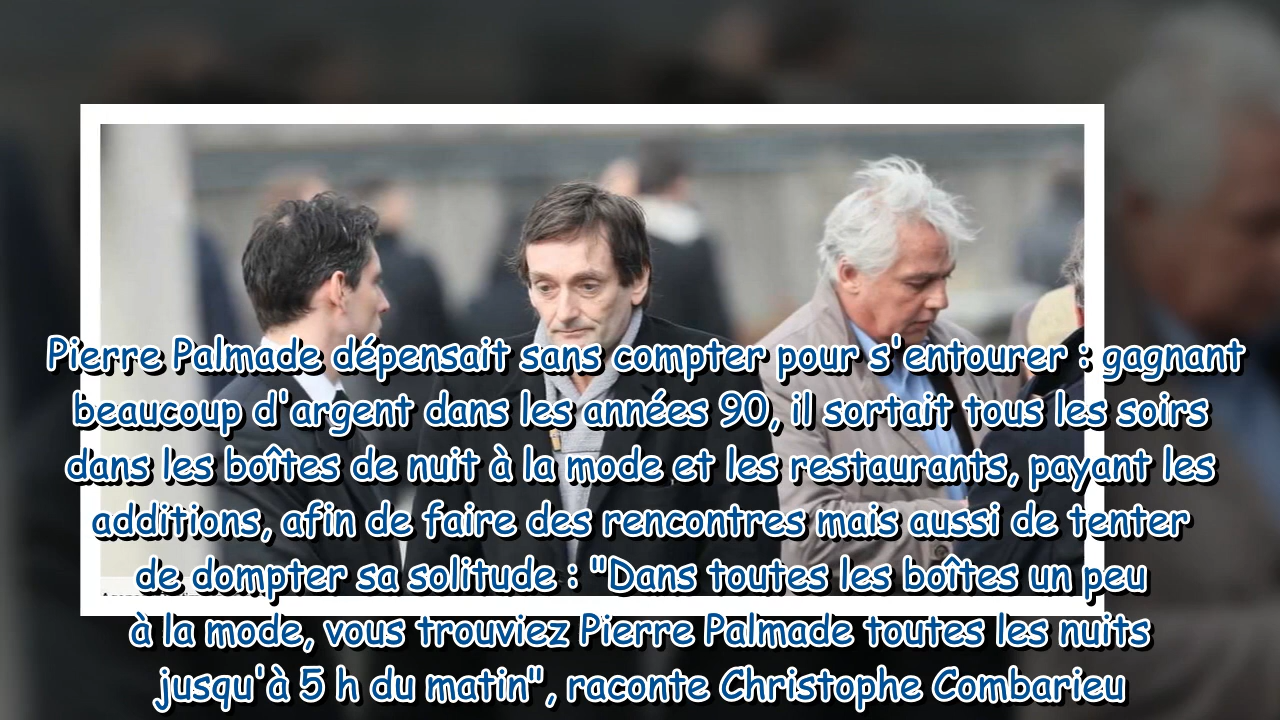 Pierre Palmade dépensait sans compter pour s'entourer : gagnant
beaucoup d'argent dans les années 90, il sortait tous les soirs
dans les boîtes de nuit à la mode et les restaurants, payant les
additions, afin de faire des rencontres mais aussi de tenter
de dompter sa solitude : "Dans toutes les boîtes un peu
à la mode, vous trouviez Pierre Palmade toutes les nuits
jusqu'à 5 h du matin", raconte Christophe Combarieu